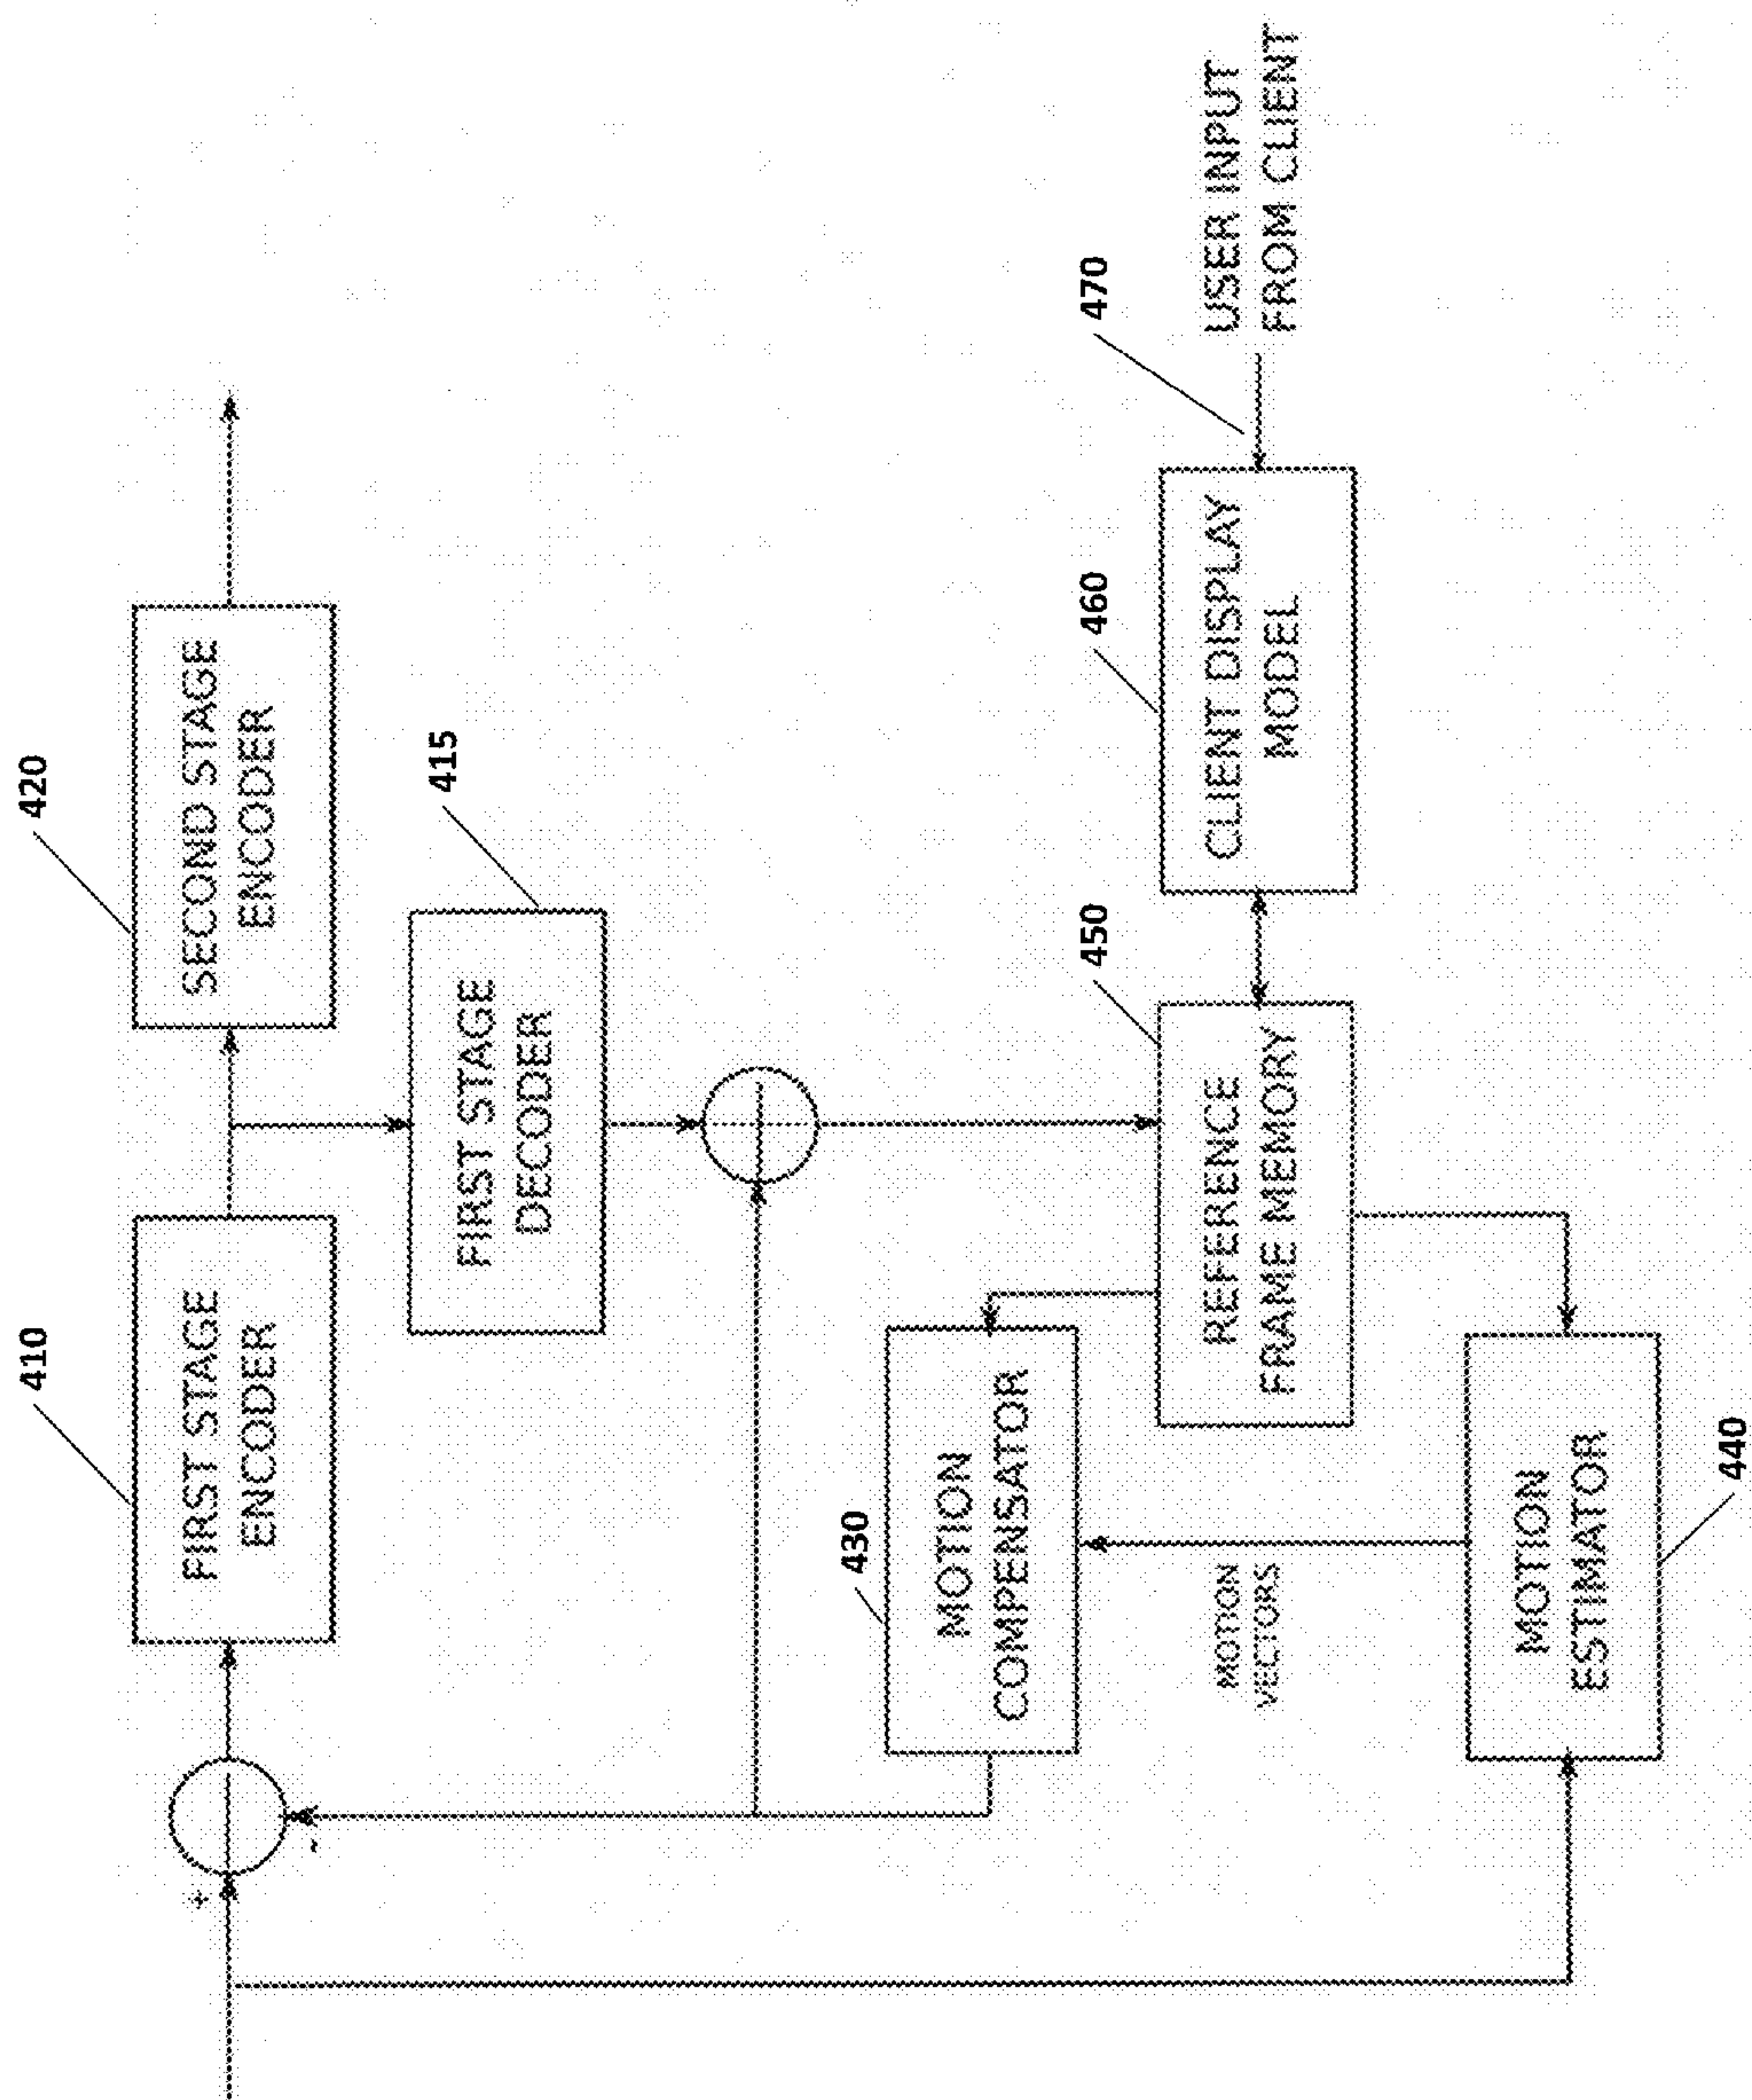 410
FIRST STAGE
ENCODER
420
SECOND STAGE
ENCODER
+
-
415
FIRST STAGE
DECODER
430
MOTION
COMPENSATOR
450
REFERENCE
FRAME MEMORY
460
CLIENT DISPLAY
MODEL
470
USER INPUT
FROM CLIENT
MOTION
VECTORS
MOTION
ESTIMATOR
440